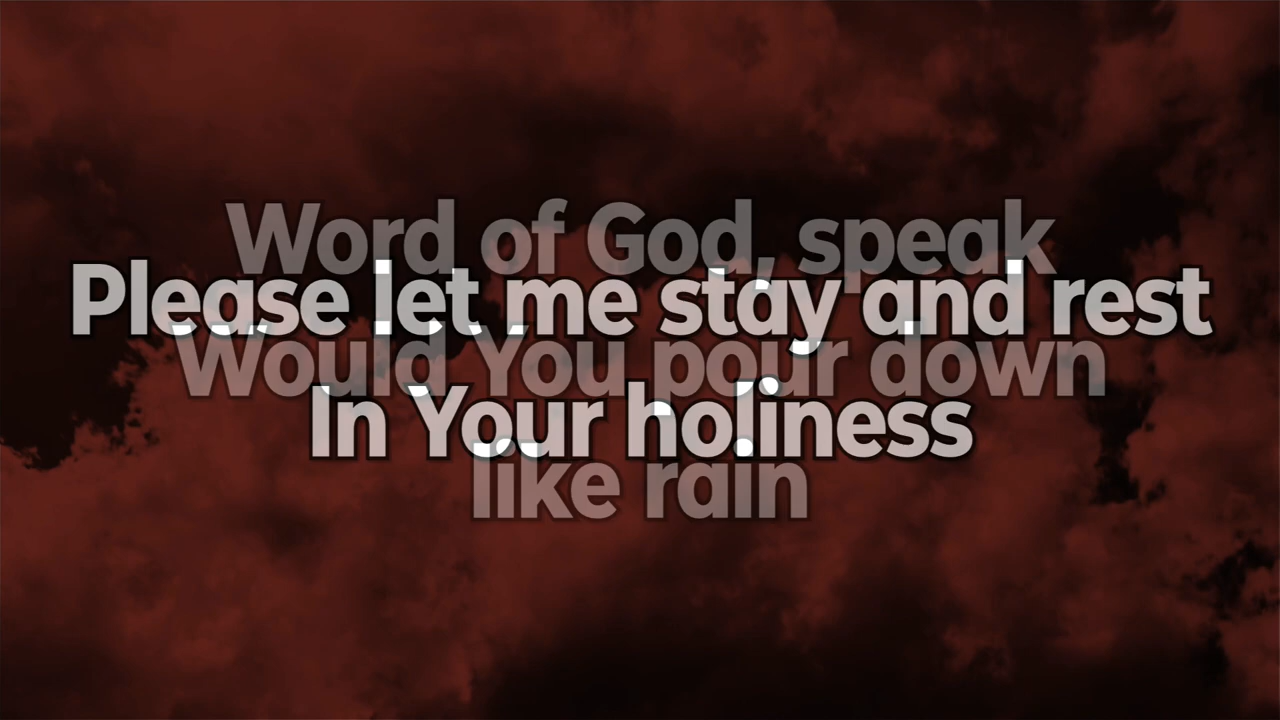 Word of God, speak
Please let me stay and rest
Would You pour down
In Your holiness
like rain